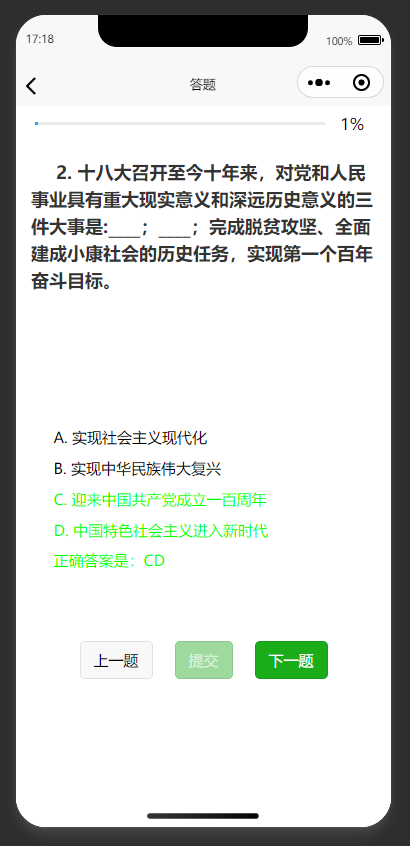 17:18
100%
答题
1%
2. 十八大召开至今十年来，对党和人民
事业具有重大现实意义和深远历史意义的三
件大事是:____；____；完成脱贫攻坚、全面
建成小康社会的历史任务，实现第一个百年
奋斗目标。
A. 实现社会主义现代化
B. 实现中华民族伟大复兴
C. 迎来中国共产党成立一百周年
D. 中国特色社会主义进入新时代
正确答案是：CD
上一题
提交
下一题